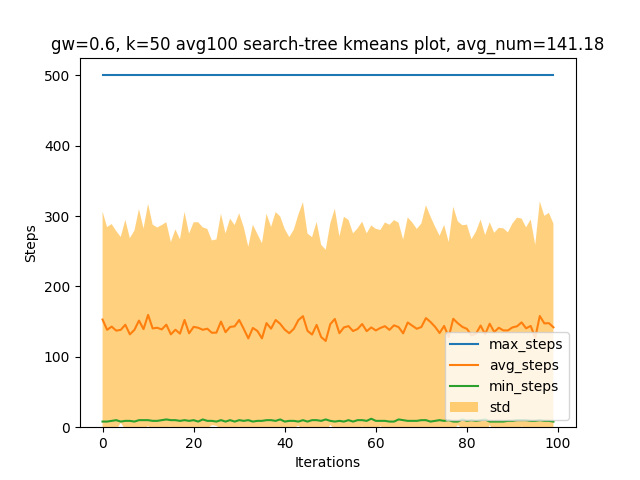 gw=0.6, k=50 avg100 search-tree kmeans plot, avg_num=141.18
500
400
300
200
100
0
Steps
max_steps
avg_steps
min_steps
std
0 20 40 60 80 100
Iterations